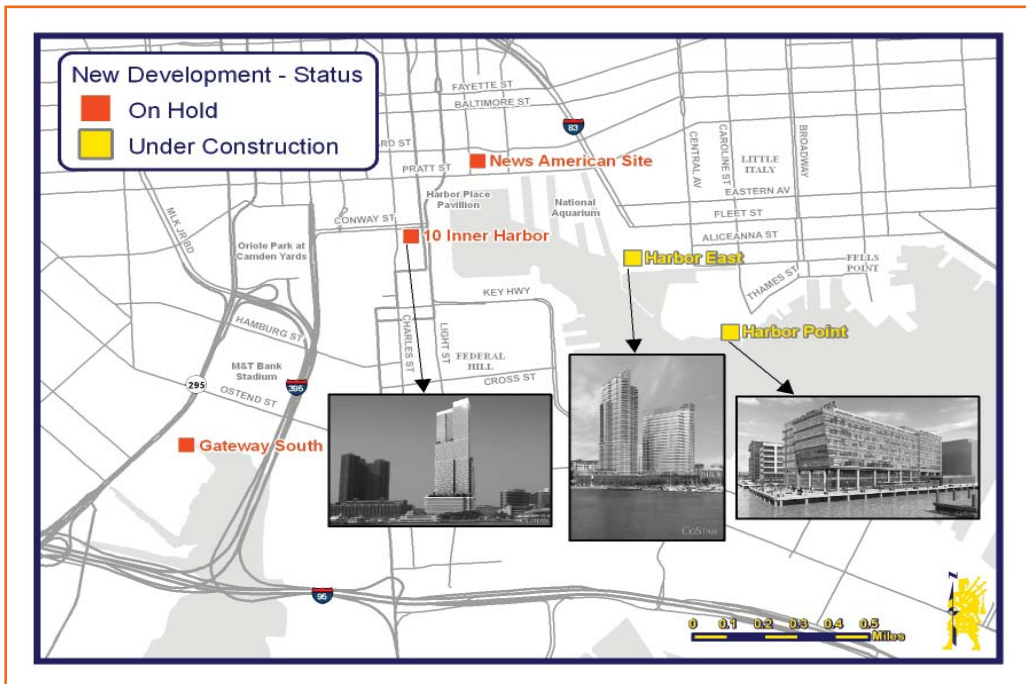 New Development - Status
On Hold
Under Construction
FAYETTE ST
BALTIMORE ST
83
ARD ST
PRATT ST
News American Site
CENTRAL AV
CAROLINE ST
LITTLE
ITALY
BROADWAY
MLK JR BD
Harbor Place
Pavilion
National
Aquarium
EASTERN AV
FLEET ST
CONWAY ST
10 Inner Harbor
ALICEANNA ST
Oriole Park at
Camden Yards
Harbor East
FELLS
POINT
THAMES ST
KEY HWY
HAMBURG ST
CHARLES ST
LIGHT ST
Harbor Point
FEDERAL
HILL
M&T Bank
Stadium
CROSS ST
295
395
OSTEND ST
Gateway South
COSTAR
95
0 0.1 0.2 0.3 0.4 0.5
Miles